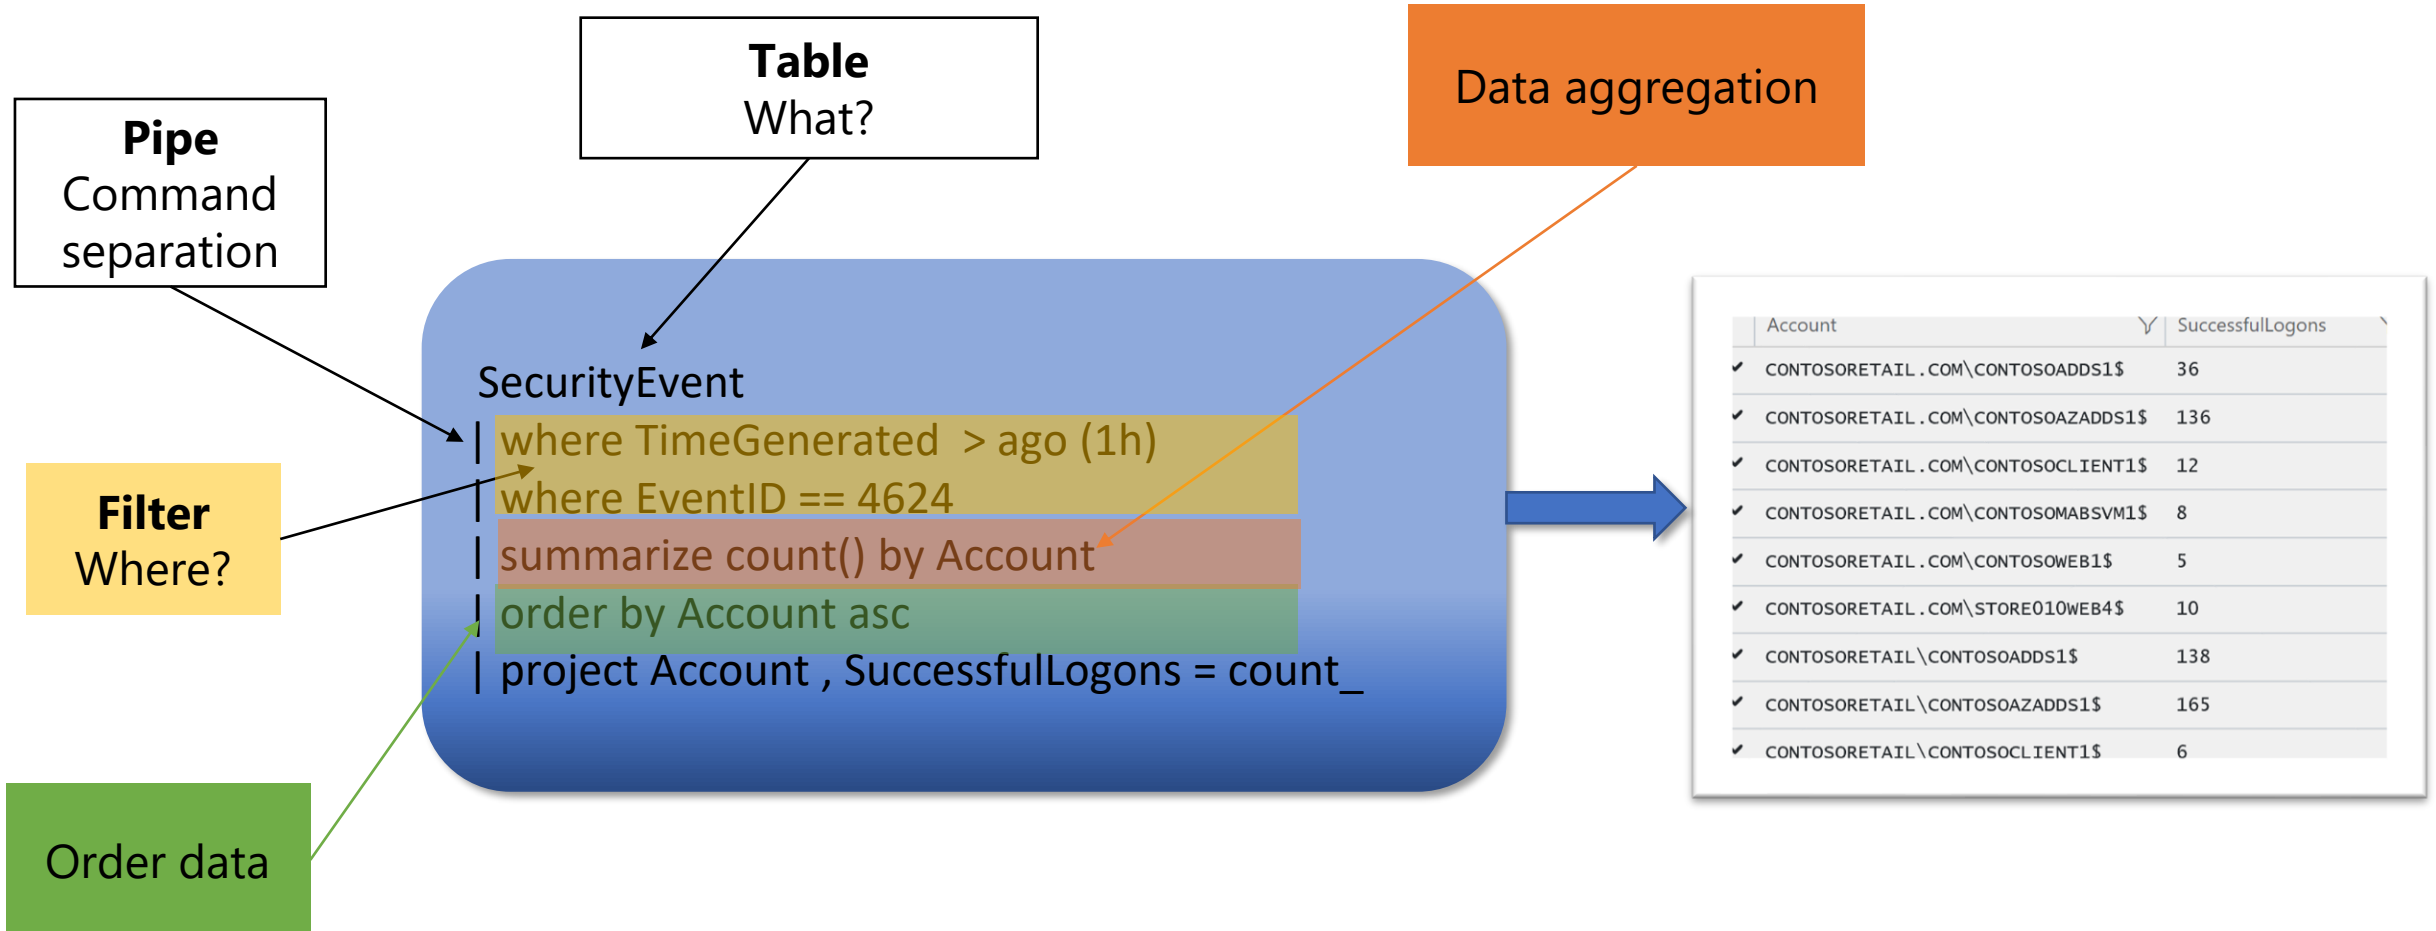 Table
What?
Data aggregation
Pipe
Command
separation
Filter
Where?
Order data
SecurityEvent
| where TimeGenerated  > ago (1h)
| where EventID == 4624
| summarize count() by Account
| order by Account asc
| project Account , SuccessfulLogons = count_
Account SuccessfulLogons
CONTOSORETAIL.COM\CONTOSOADDS1$ 36
CONTOSORETAIL.COM\CONTOSOAZADDS1$ 136
CONTOSORETAIL.COM\CONTOSOCLIENT1$ 12
CONTOSORETAIL.COM\CONTOSOMABSVM1$ 8
CONTOSORETAIL.COM\CONTOSOWEB1$ 5
CONTOSORETAIL.COM\STORE010WEB4$ 10
CONTOSORETAIL\CONTOSOADDS1$ 138
CONTOSORETAIL\CONTOSOAZADDS1$ 165
CONTOSORETAIL\CONTOSOCLIENT1$ 6